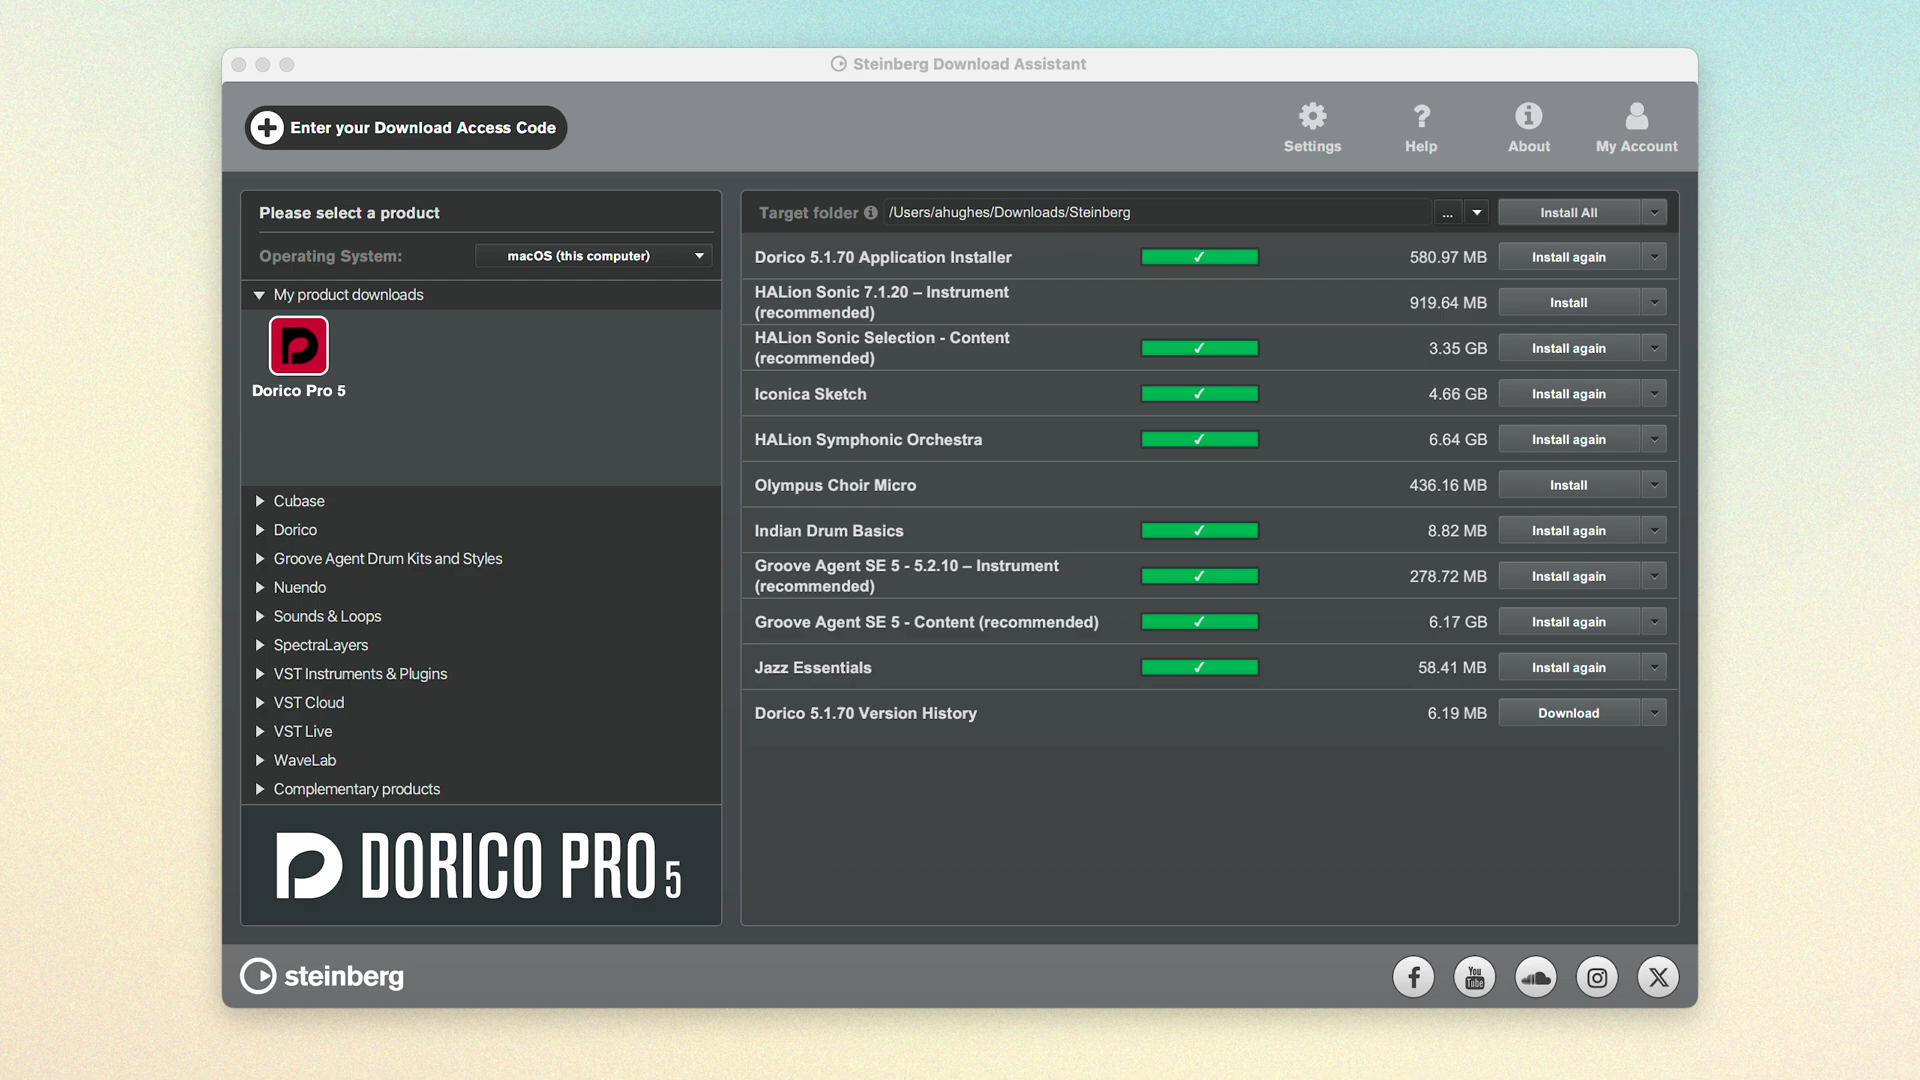 Steinberg Download Assistant
Enter your Download Access Code
Settings
Help
About
My Account
Please select a product
Operating System:
macOS (this computer)
My product downloads
Dorico Pro 5
Cubase
Dorico
Groove Agent Drum Kits and Styles
Nuendo
Sounds & Loops
SpectraLayers
VST Instruments & Plugins
VST Cloud
VST Live
WaveLab
Complementary products
DORICO PRO 5
Target folder
/Users/ahughes/Downloads/Steinberg
...
Install All
Dorico 5.1.70 Application Installer
580.97 MB
Install again
HALion Sonic 7.1.20 – Instrument
(recommended)
919.64 MB
Install
HALion Sonic Selection - Content
(recommended)
3.35 GB
Install again
Iconica Sketch
4.66 GB
Install again
HALion Symphonic Orchestra
6.64 GB
Install again
Olympus Choir Micro
436.16 MB
Install
Indian Drum Basics
8.82 MB
Install again
Groove Agent SE 5 - 5.2.10 – Instrument
(recommended)
278.72 MB
Install again
Groove Agent SE 5 - Content (recommended)
6.17 GB
Install again
Jazz Essentials
58.41 MB
Install again
Dorico 5.1.70 Version History
6.19 MB
Download
steinberg
You
Tube